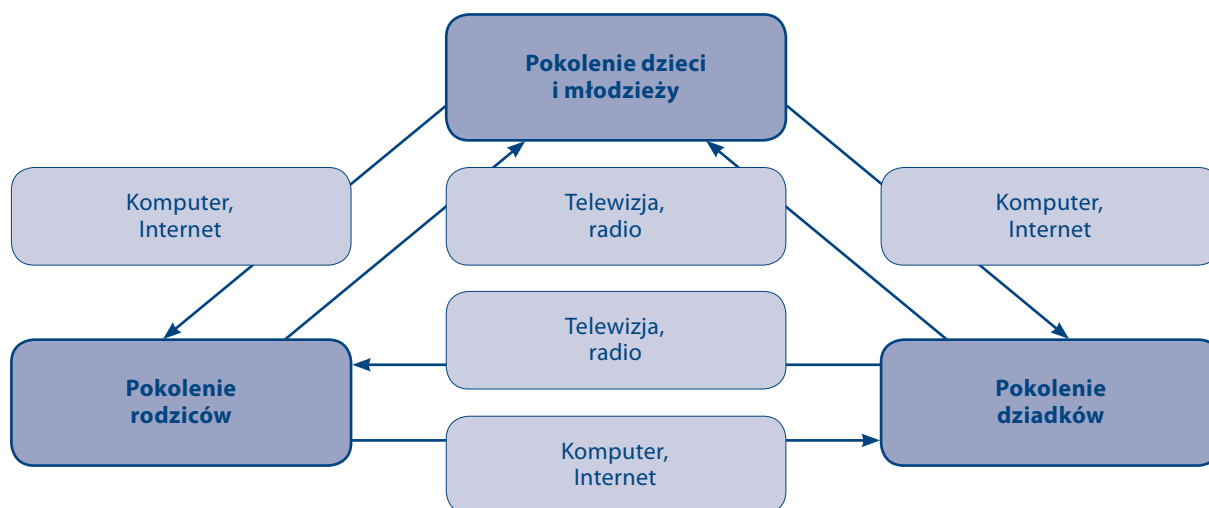 Pokolenie dzieci
i młodzieży
Komputer,
Internet
Telewizja,
radio
Komputer,
Internet
Telewizja,
radio
Pokolenie
rodziców
Pokolenie
dziadków
Komputer,
Internet